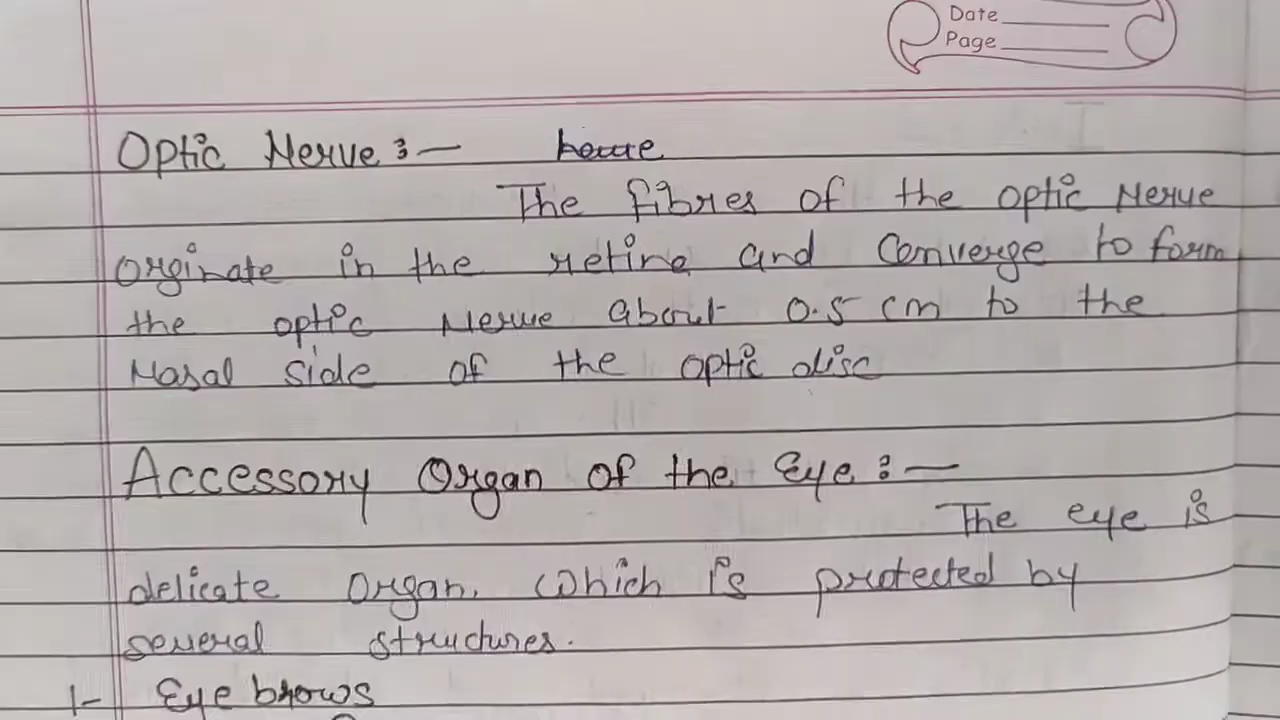 Date
Page
Optic Nerve :-
The fibres of the optic Nerve
orginate in the retina and Converge to form
the optic Nerve about 0.5 cm to the
Nasal side of the optic disc
Accessory Organ of the Eye :-
The eye is
delicate organ, which is protected by
several structures.
1- Eye brows